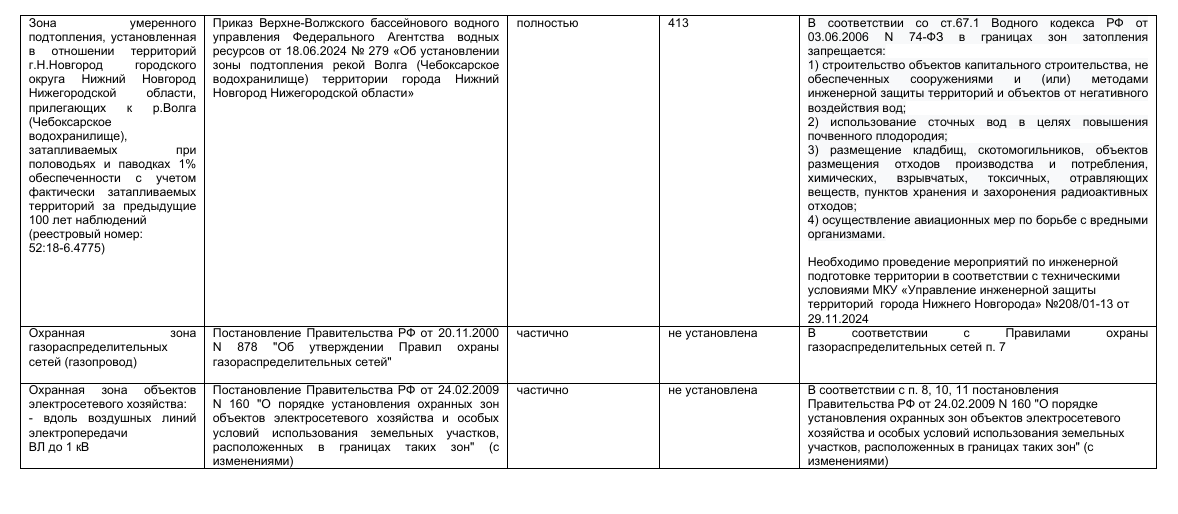 Зона умеренного
подтопления, установленная
в отношении территорий
г.Н.Новгород городского
округа Нижний Новгород
Нижегородской области,
прилегающих к р.Волга
(Чебоксарское
водохранилище),
затапливаемых при
половодьях и паводках 1%
обеспеченности с учетом
фактически затапливаемых
территорий за предыдущие
100 лет наблюдений
(реестровый номер:
52:18-6.4775)
Приказ Верхне-Волжского бассейнового водного
управления Федерального Агентства водных
ресурсов от 18.06.2024 № 279 «Об установлении
зоны подтопления рекой Волга (Чебоксарское
водохранилище) территории города Нижний
Новгород Нижегородской области»
полностью
413
В соответствии со ст.67.1 Водного кодекса РФ от
03.06.2006 N 74-ФЗ в границах зон затопления
запрещается:
1) строительство объектов капитального строительства, не
обеспеченных сооружениями и (или) методами
инженерной защиты территорий и объектов от негативного
воздействия вод;
2) использование сточных вод в целях повышения
почвенного плодородия;
3) размещение кладбищ, скотомогильников, объектов
размещения отходов производства и потребления,
химических, взрывчатых, токсичных, отравляющих
веществ, пунктов хранения и захоронения радиоактивных
отходов;
4) осуществление авиационных мер по борьбе с вредными
организмами.
Необходимо проведение мероприятий по инженерной
подготовке территории в соответствии с техническими
условиями МКУ «Управление инженерной защиты
территорий города Нижнего Новгорода» №208/01-13 от
29.11.2024
Охранная зона
газораспределительных
сетей (газопровод)
Постановление Правительства РФ от 20.11.2000
N 878 "Об утверждении Правил охраны
газораспределительных сетей"
частично
не установлена
В соответствии с Правилами охраны
газораспределительных сетей п. 7
Охранная зона объектов
электросетевого хозяйства:
- вдоль воздушных линий
электропередачи
ВЛ до 1 кВ
Постановление Правительства РФ от 24.02.2009
N 160 "О порядке установления охранных зон
объектов электросетевого хозяйства и особых
условий использования земельных участков,
расположенных в границах таких зон" (с
изменениями)
частично
не установлена
В соответствии с п. 8, 10, 11 постановления
Правительства РФ от 24.02.2009 N 160 "О порядке
установления охранных зон объектов электросетевого
хозяйства и особых условий использования земельных
участков, расположенных в границах таких зон" (с
изменениями)